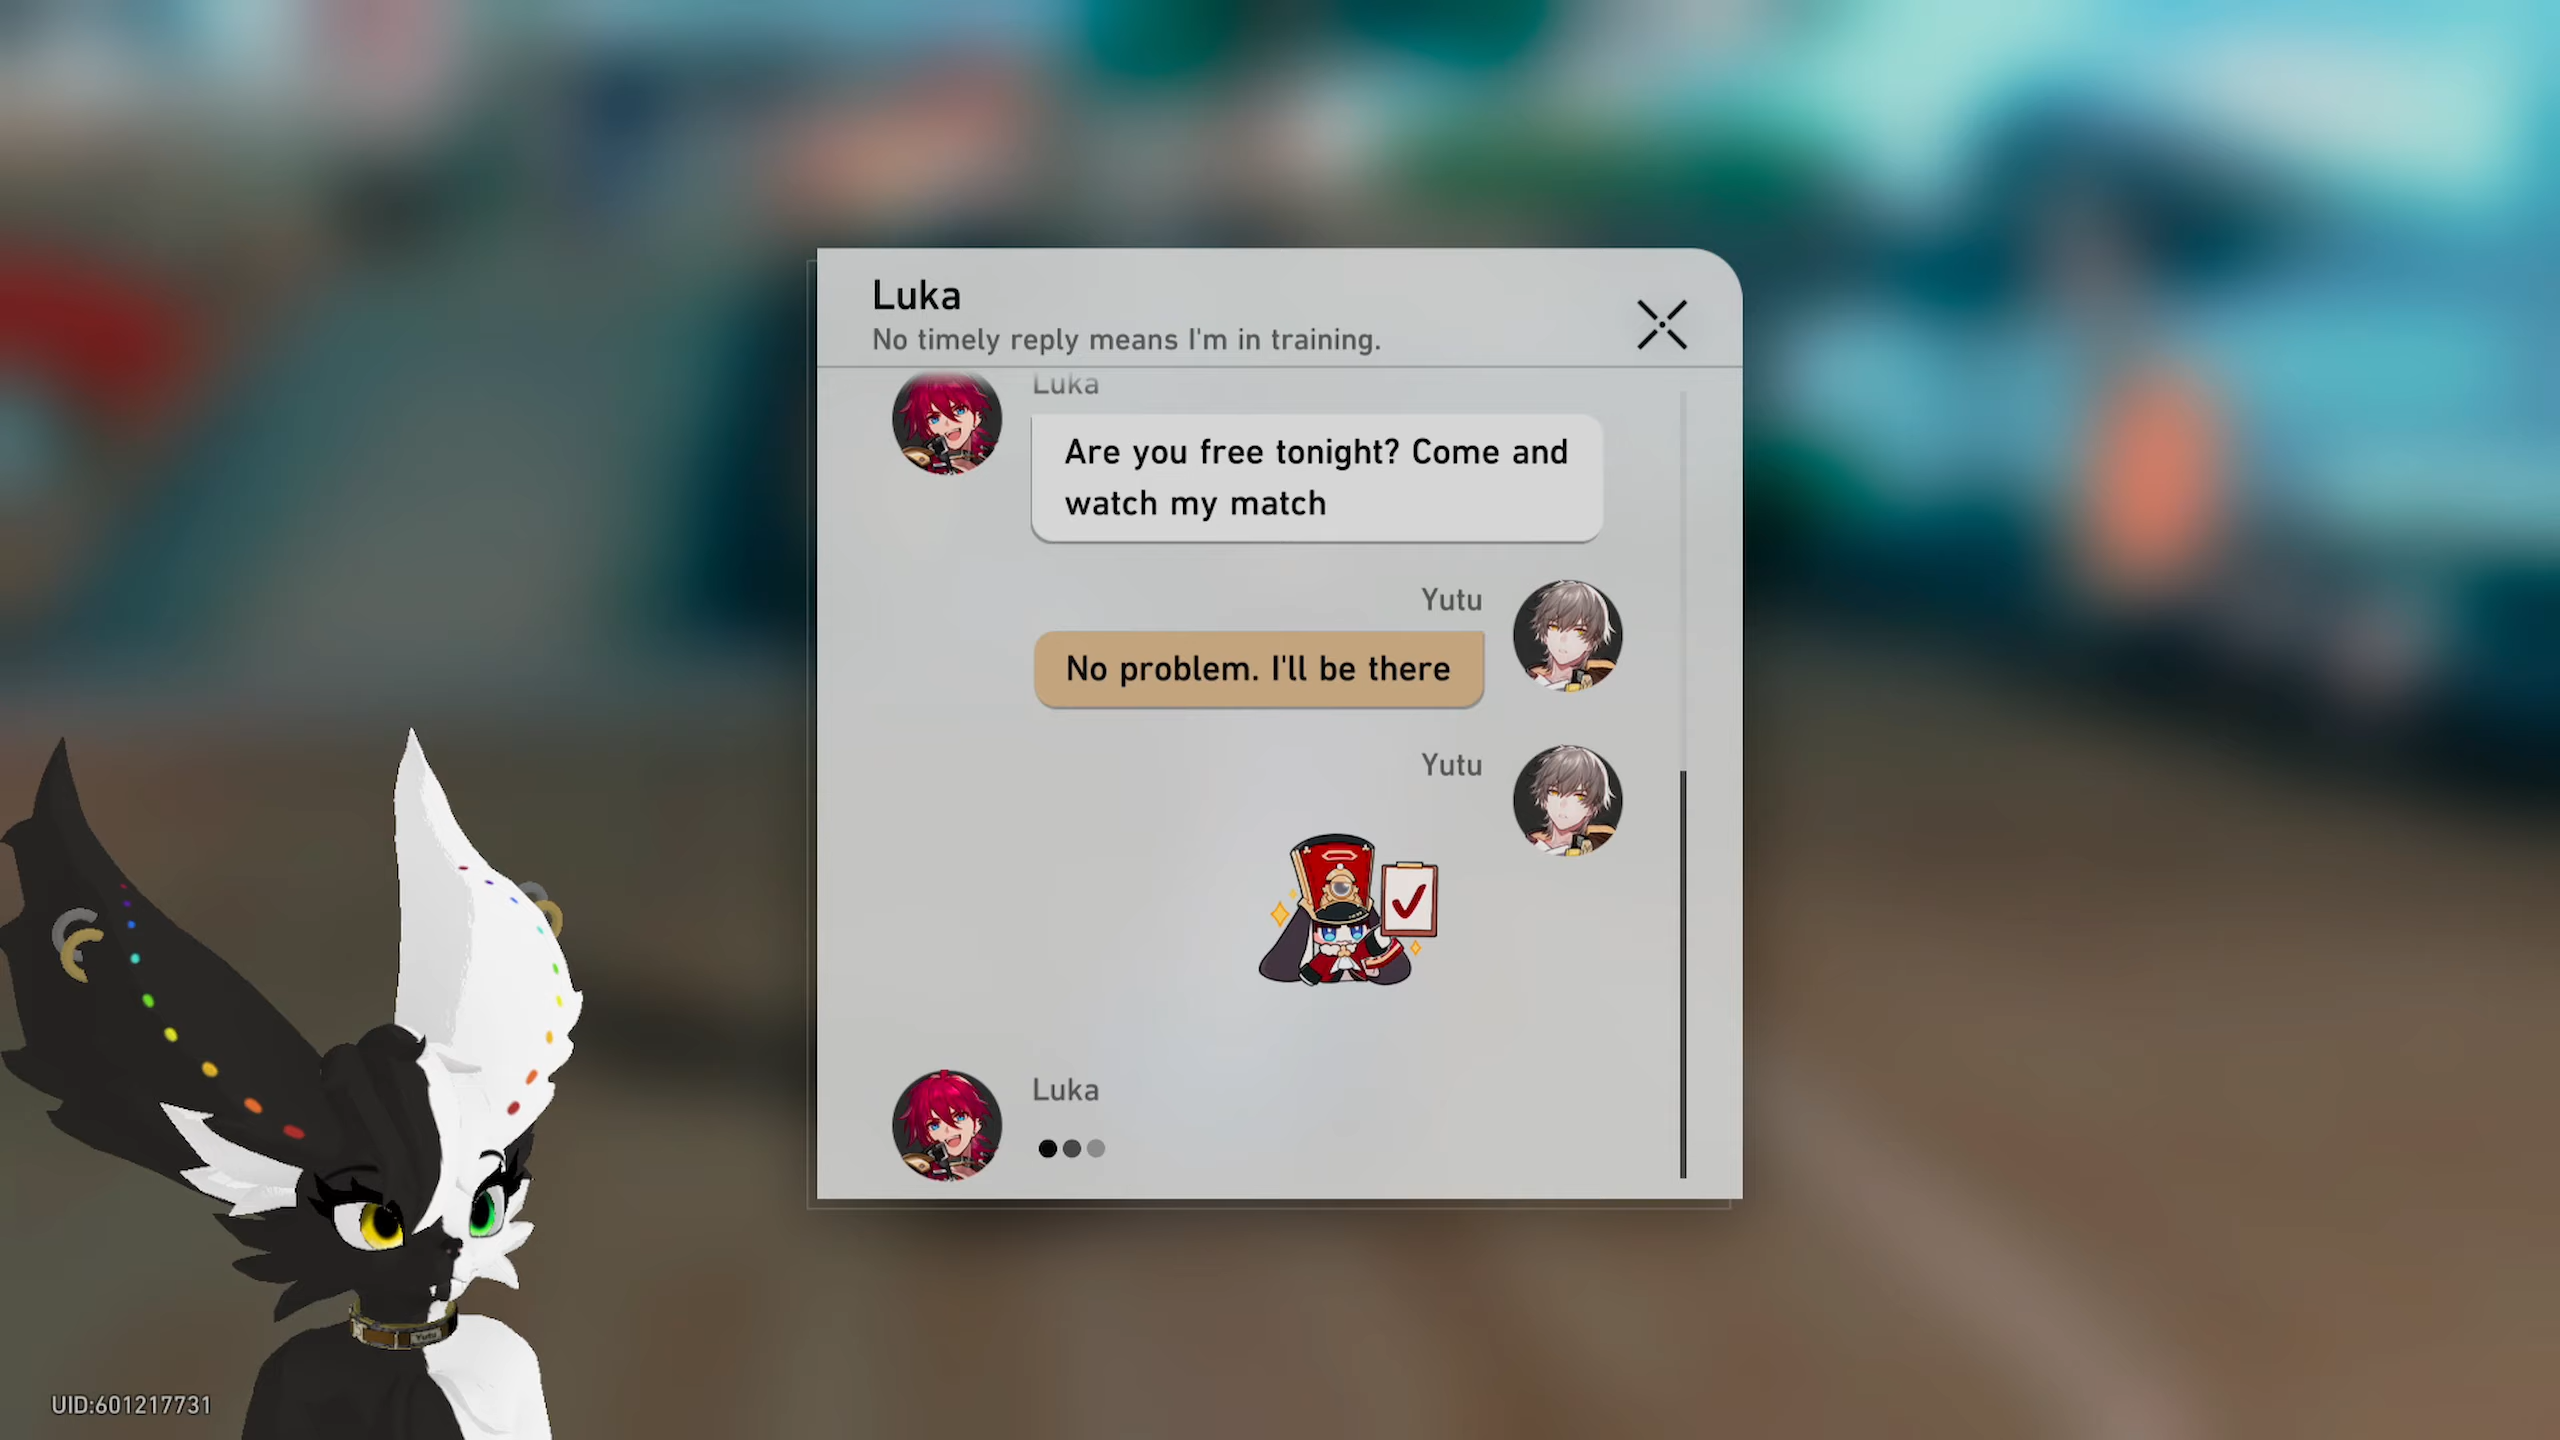 Luka
No timely reply means I'm in training.
Luka
Are you free tonight? Come and
watch my match
Yutu
No problem. I'll be there
Yutu
Luka
Yutu
UID:601217731